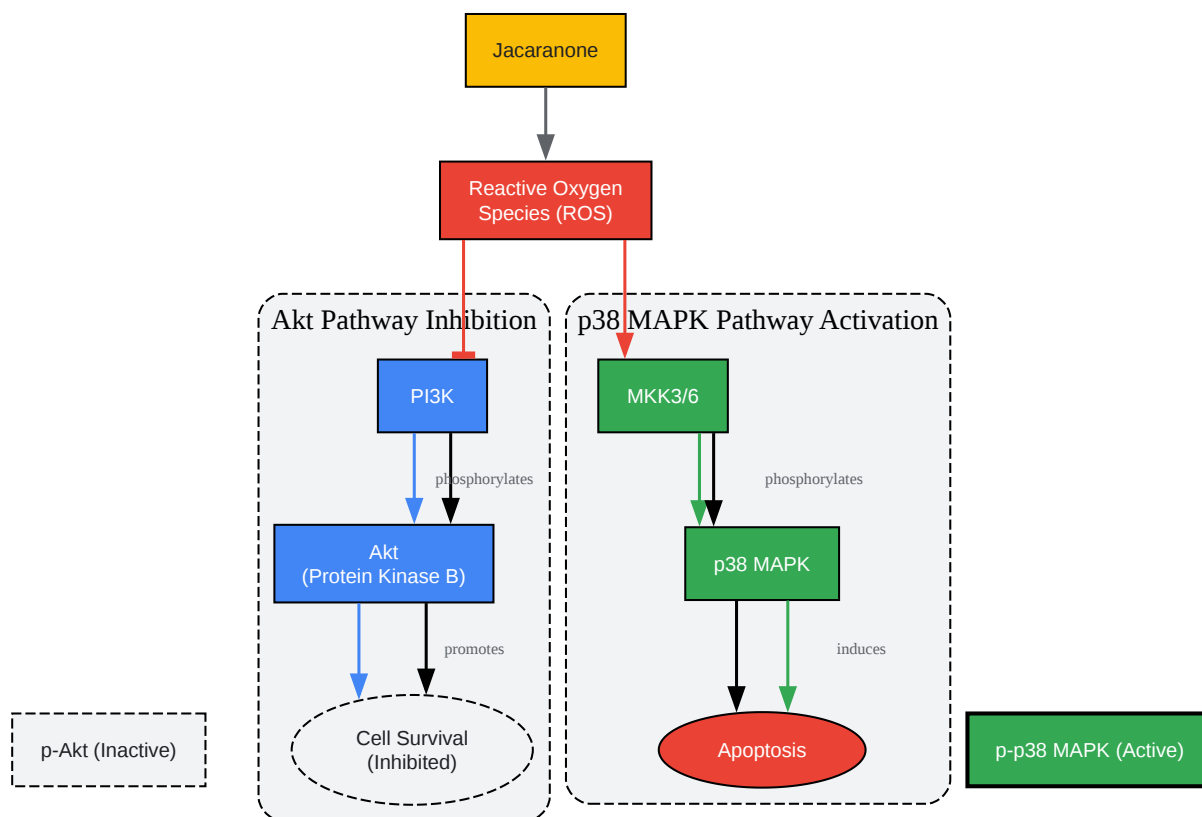 Jacaranone
Reactive Oxygen
Species (ROS)
Akt Pathway Inhibition
p38 MAPK Pathway Activation
PI3K
MKK3/6
phosphorylates
phosphorylates
Akt
(Protein Kinase B)
p38 MAPK
promotes
induces
p-Akt (Inactive)
Cell Survival
(Inhibited)
Apoptosis
p-p38 MAPK (Active)